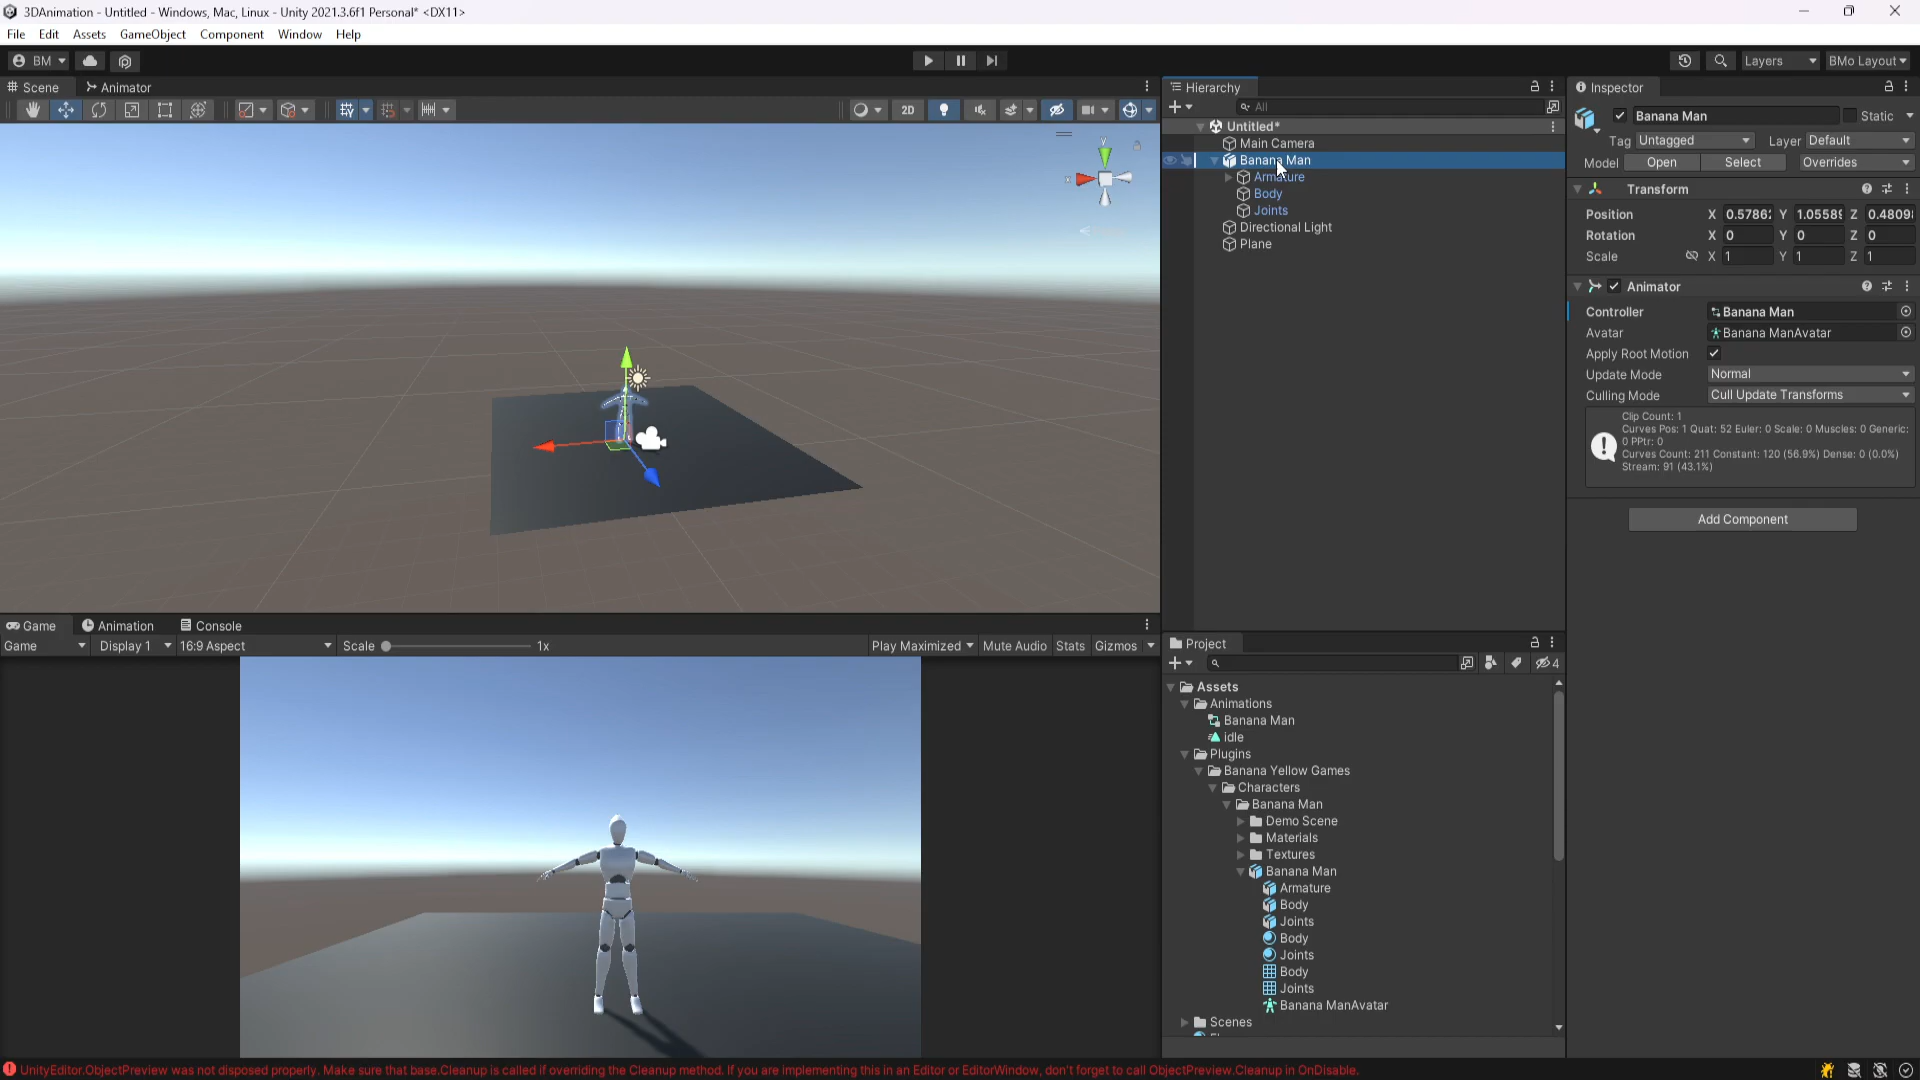 3DAnimation - Untitled - Windows, Mac, Linux - Unity 2021.3.6f1 Personal* <DX11>
File Edit Assets GameObject Component Window Help
BM Layers BMo Layout
Scene Animator
2D
Hierarchy
All
Untitled*
Main Camera
Banana Man
Armature
Body
Joints
Directional Light
Plane
Inspector
Banana Man Static
Tag Untagged Layer Default
Model Open Select Overrides
Transform
Position X 0.5786 Y 1.0558 Z 0.4809
Rotation X 0 Y 0 Z 0
Scale X 1 Y 1 Z 1
Animator
Controller Banana Man
Avatar Banana ManAvatar
Apply Root Motion
Update Mode Normal
Culling Mode Cull Update Transforms
Clip Count: 1
Curves Pos: 1 Quat: 52 Euler: 0 Scale: 0 Muscles: 0 Generic:
0 PPtr: 0
Curves Count: 211 Constant: 120 (56.9%) Dense: 0 (0.0%)
Stream: 91 (43.1%)
Add Component
Game Animation Console
Game Display 1 16:9 Aspect Scale 1x Play Maximized Mute Audio Stats Gizmos
Project
4
Assets
Animations
Banana Man
idle
Plugins
Banana Yellow Games
Characters
Banana Man
Demo Scene
Materials
Textures
Banana Man
Armature
Body
Joints
Body
Joints
Body
Joints
Banana ManAvatar
Scenes
UnityEditor.ObjectPreview was not disposed properly. Make sure that base.Cleanup is called if overriding the Cleanup method. If you are implementing this in an Editor or EditorWindow, don't forget to call ObjectPreview.Cleanup in OnDisable.